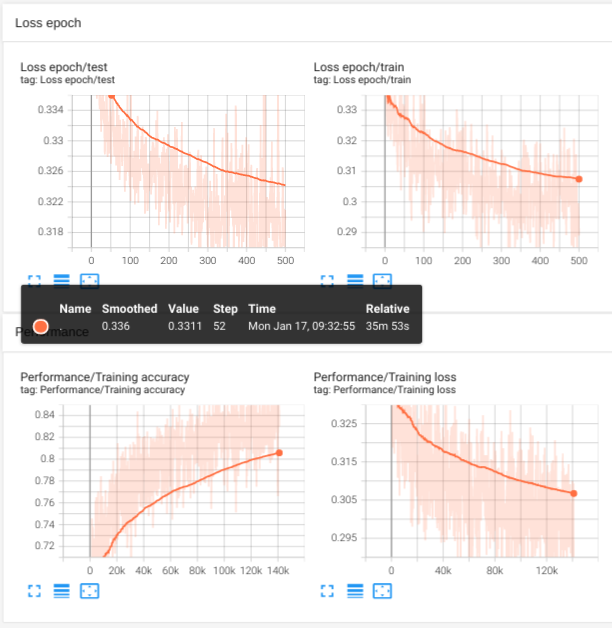 Loss epoch
Loss epoch/test
tag: Loss epoch/test
0.334
0.33
0.326
0.322
0.318
0 100 200 300 400 500
Loss epoch/train
tag: Loss epoch/train
0.33
0.32
0.31
0.3
0.29
0 100 200 300 400 500
Name Smoothed Value Step Time Relative
0.336 0.3311 52 Mon Jan 17, 09:32:55 35m 53s
Performance
Performance/Training accuracy
tag: Performance/Training accuracy
0.84
0.82
0.8
0.78
0.76
0.74
0.72
0 20k 40k 60k 80k 100k 120k 140k
Performance/Training loss
tag: Performance/Training loss
0.325
0.315
0.305
0.295
0 40k 80k 120k